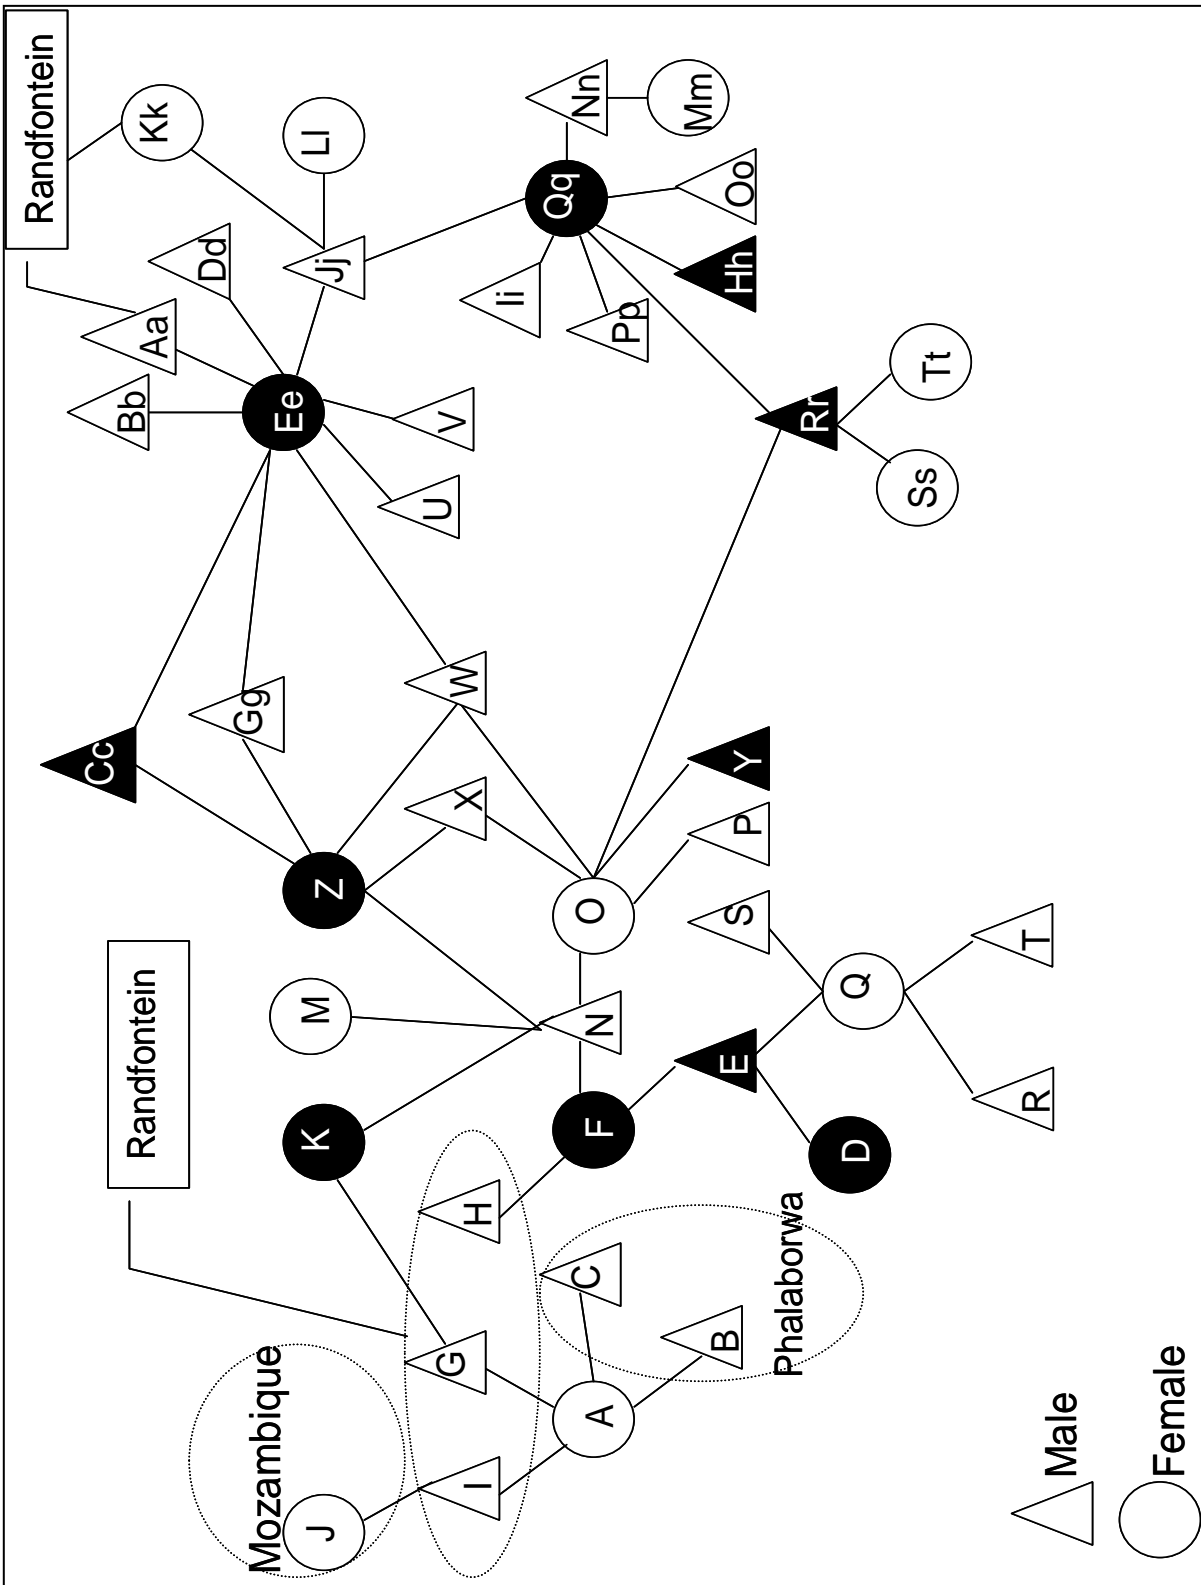 Randfontein
Cc
Bb
Randfontein
Aa
Kk
Dd
Gg
Mozambique
Ee
J
K
M
Z
Jj
Ll
U
G
V
I
H
X
W
Ii
Qq
A
C
F
N
O
Nn
Pp
Mm
B
E
S
P
Y
Hh
Oo
Phalaborwa
Rr
D
Q
Ss
Tt
R
T
Male
Female